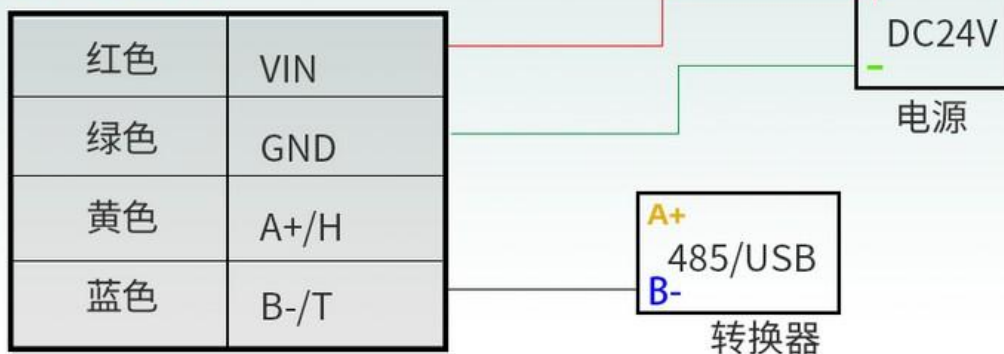 红色 VIN
DC24V
-
绿色 GND
电源
黄色 A+/H
A+
485/USB
蓝色 B-/T
B-
转换器